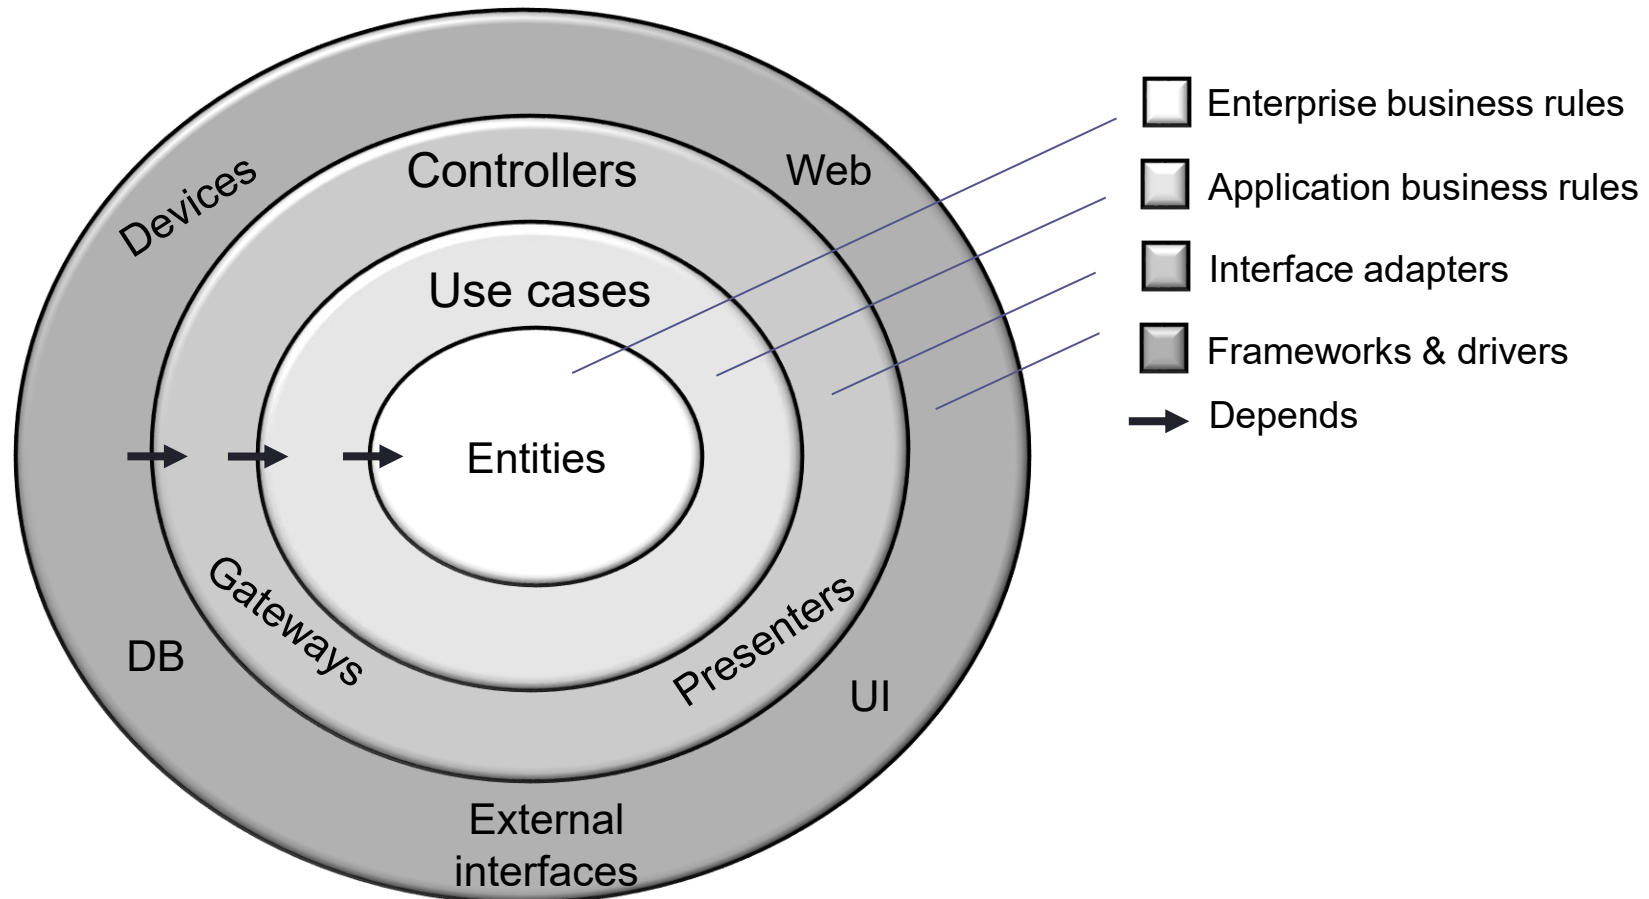 Enterprise business rules
Application business rules
Interface adapters
Frameworks & drivers
Depends
Devices
Controllers
Web
Use cases
Entities
Gateways
Presenters
DB
UI
External
interfaces